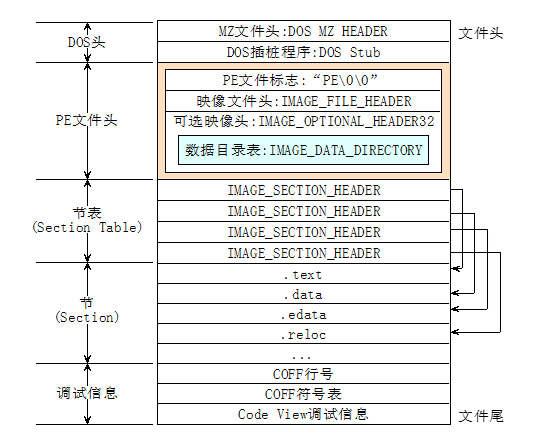 DOS头
MZ文件头:DOS MZ HEADER
文件头
DOS插桩程序:DOS Stub
PE文件头
PE文件标志:“PE\0\0”
映像文件头:IMAGE_FILE_HEADER
可选映像头:IMAGE_OPTIONAL_HEADER32
数据目录表:IMAGE_DATA_DIRECTORY
节表
(Section Table)
IMAGE_SECTION_HEADER
IMAGE_SECTION_HEADER
IMAGE_SECTION_HEADER
IMAGE_SECTION_HEADER
节
(Section)
.text
.data
.edata
.reloc
...
调试信息
COFF行号
COFF符号表
Code View调试信息
文件尾